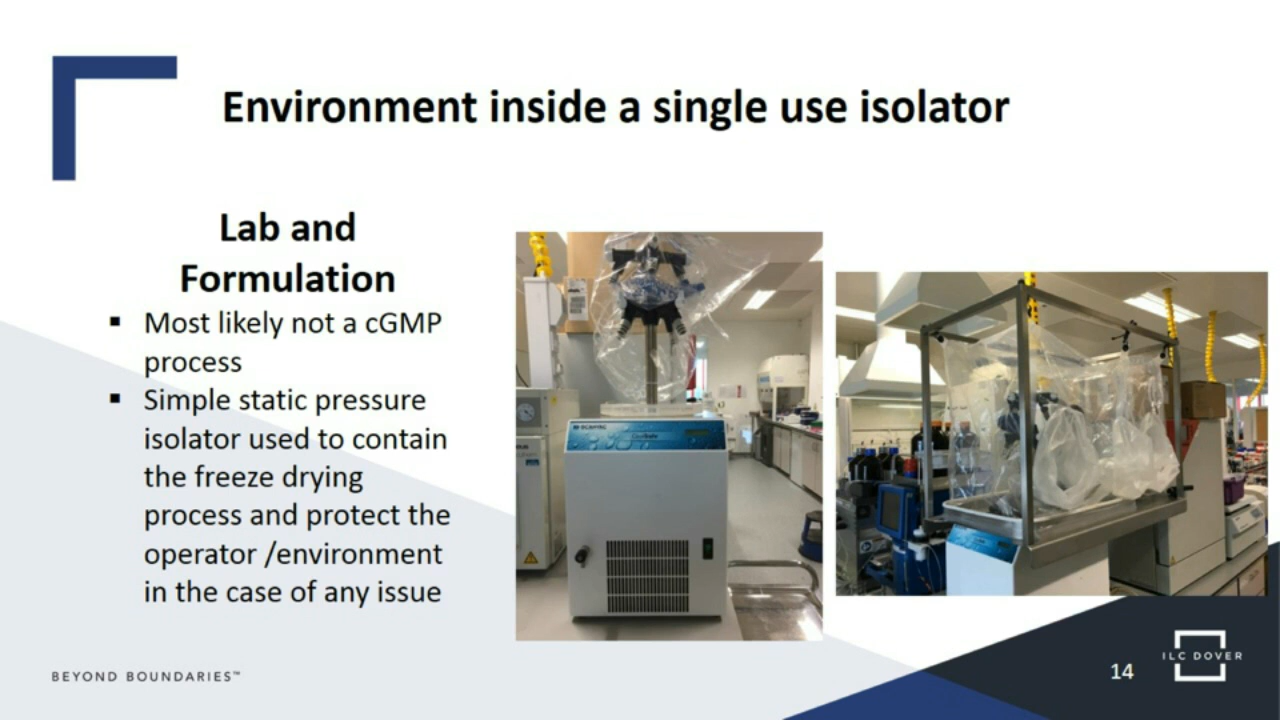 Environment inside a single use isolator
Lab and
Formulation
▪ Most likely not a cGMP
process
▪ Simple static pressure
isolator used to contain
the freeze drying
process and protect the
operator /environment
in the case of any issue
BEYOND BOUNDARIES™
14
ILC DOVER